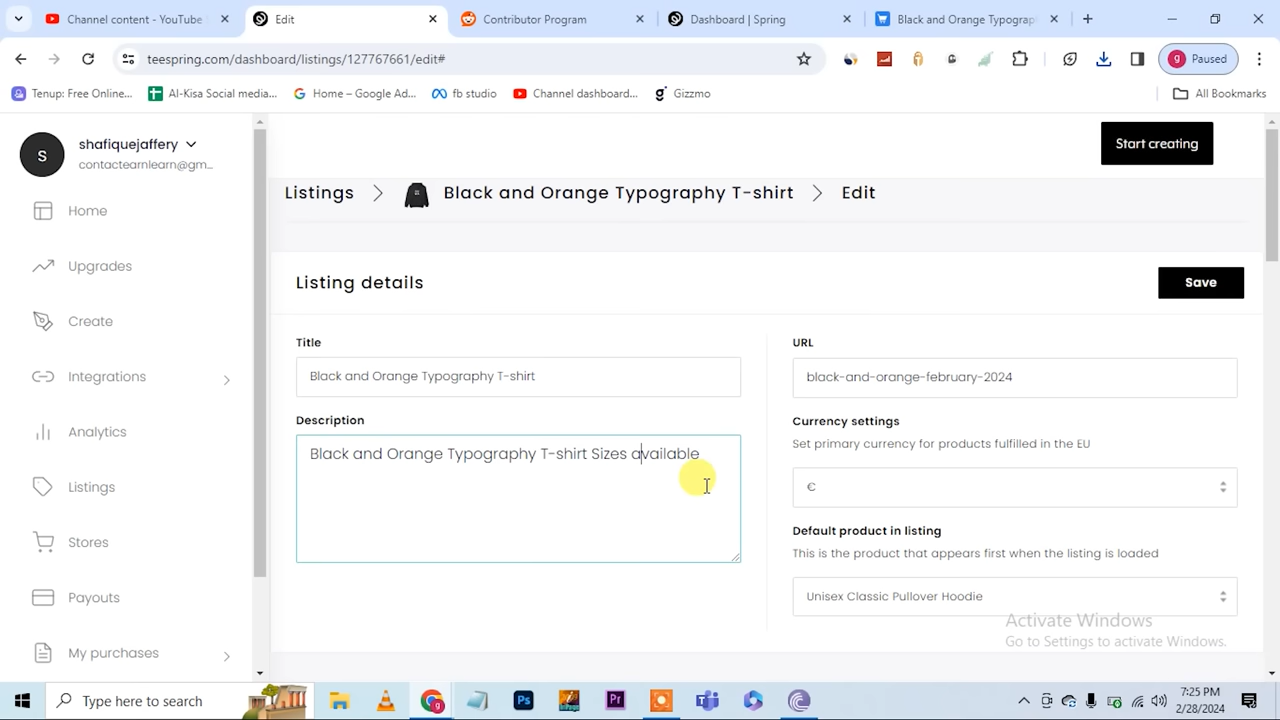 Channel content - YouTube
Edit
Contributor Program
Dashboard | Spring
Black and Orange Typograp
teespring.com/dashboard/listings/127767661/edit#
g Paused
Tenup: Free Online...
Al-Kisa Social media...
Home – Google Ad...
fb studio
Channel dashboard...
Gizzmo
All Bookmarks
S
shafiquejaffery
contactearnlearn@gm...
Start creating
Home
Upgrades
Create
Integrations
Analytics
Listings
Stores
Payouts
My purchases
Listings > Black and Orange Typography T-shirt > Edit
Listing details
Save
Title
Black and Orange Typography T-shirt
Description
Black and Orange Typography T-shirt Sizes available
URL
black-and-orange-february-2024
Currency settings
Set primary currency for products fulfilled in the EU
€
Default product in listing
This is the product that appears first when the listing is loaded
Unisex Classic Pullover Hoodie
Activate Windows
Go to Settings to activate Windows.
Type here to search
Ps
Pr
7:25 PM
2/28/2024